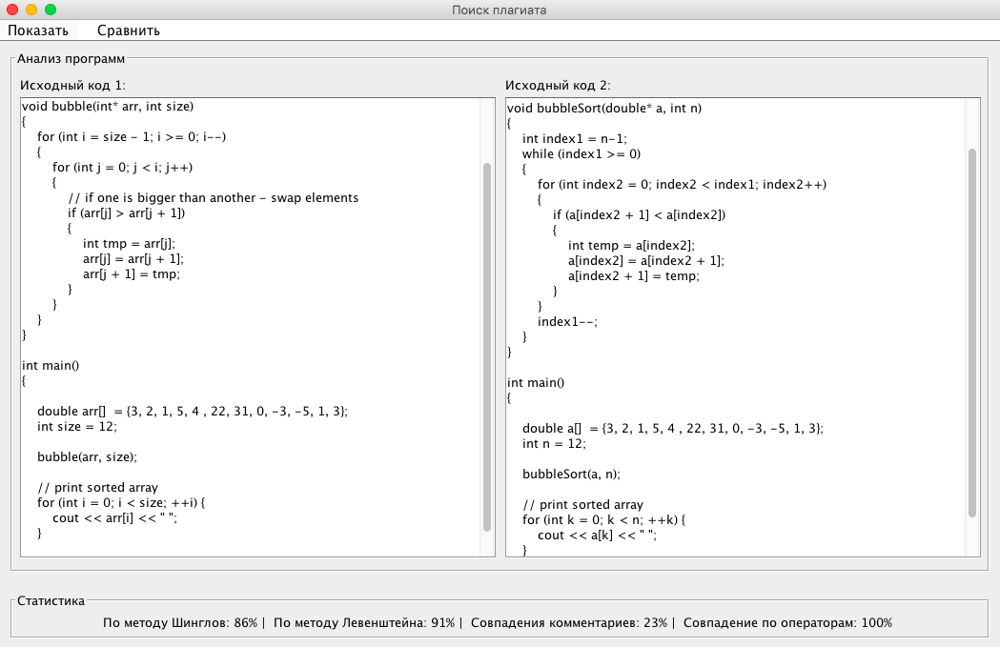 Поиск плагиата
Показать Сравнить
Анализ программ
Исходный код 1:
void bubble(int* arr, int size)
{
for (int i = size - 1; i >= 0; i--)
{
for (int j = 0; j < i; j++)
{
// if one is bigger than another - swap elements
if (arr[j] > arr[j + 1])
{
int tmp = arr[j];
arr[j] = arr[j + 1];
arr[j + 1] = tmp;
}
}
}
}
int main()
{
double arr[]  = {3, 2, 1, 5, 4 , 22, 31, 0, -3, -5, 1, 3};
int size = 12;
bubble(arr, size);
// print sorted array
for (int i = 0; i < size; ++i) {
cout << arr[i] << " ";
}
Исходный код 2:
void bubbleSort(double* a, int n)
{
int index1 = n-1;
while (index1 >= 0)
{
for (int index2 = 0; index2 < index1; index2++)
{
if (a[index2 + 1] < a[index2])
{
int temp = a[index2];
a[index2] = a[index2 + 1];
a[index2 + 1] = temp;
}
}
index1--;
}
}
int main()
{
double a[]  = {3, 2, 1, 5, 4 , 22, 31, 0, -3, -5, 1, 3};
int n = 12;
bubbleSort(a, n);
// print sorted array
for (int k = 0; k < n; ++k) {
cout << a[k] << " ";
}
Статистика
По методу Шинглов: 86% |  По методу Левенштейна: 91% |  Совпадения комментариев: 23% |  Совпадение по операторам: 100%